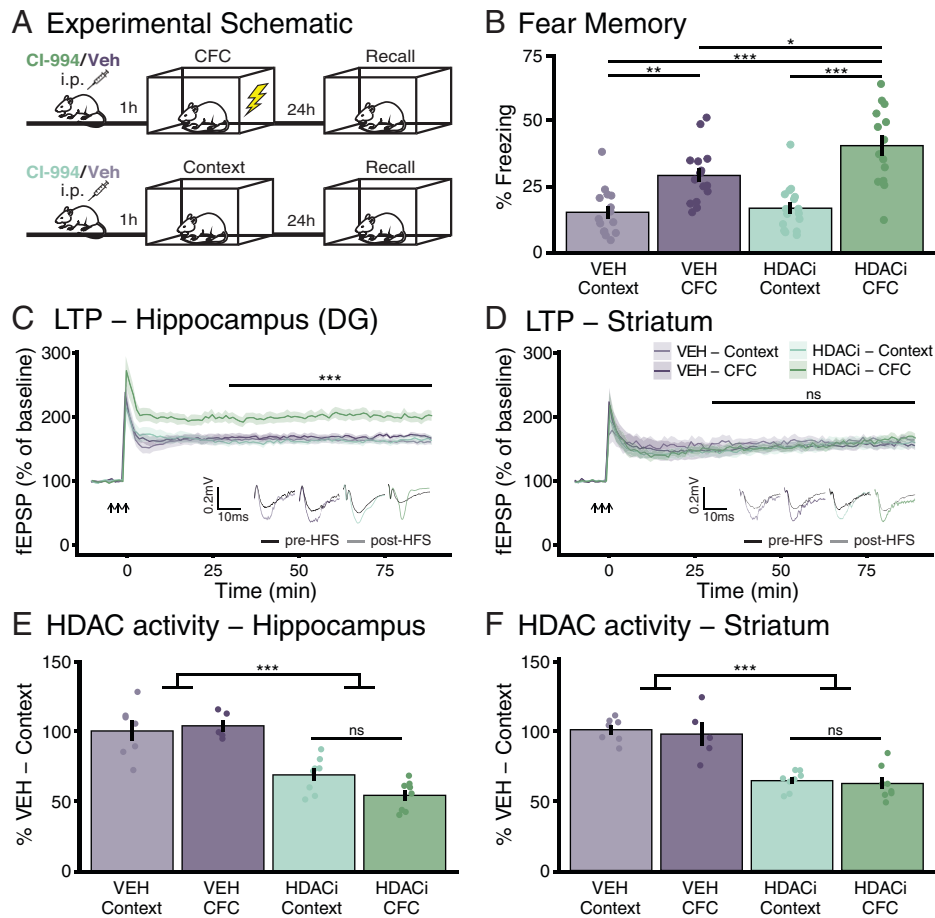 A Experimental Schematic
CI-994/Veh
i.p.
1h
CFC
24h
Recall
CI-994/Veh
i.p.
1h
Context
24h
Recall
B Fear Memory
*
***
** ***
% Freezing
75
50
25
0
VEH Context
VEH CFC
HDACi Context
HDACi CFC
C LTP – Hippocampus (DG)
fEPSP (% of baseline)
300
200
100
0
***
0.2mV
10ms
pre-HFS post-HFS
0 25 50 75
Time (min)
D LTP – Striatum
fEPSP (% of baseline)
300
200
100
0
VEH – Context HDACi – Context
VEH – CFC HDACi – CFC
ns
0.2mV
10ms
pre-HFS post-HFS
0 25 50 75
Time (min)
E HDAC activity – Hippocampus
% VEH – Context
150
100
50
0
***
ns
VEH Context
VEH CFC
HDACi Context
HDACi CFC
F HDAC activity – Striatum
% VEH – Context
150
100
50
0
***
ns
VEH Context
VEH CFC
HDACi Context
HDACi CFC